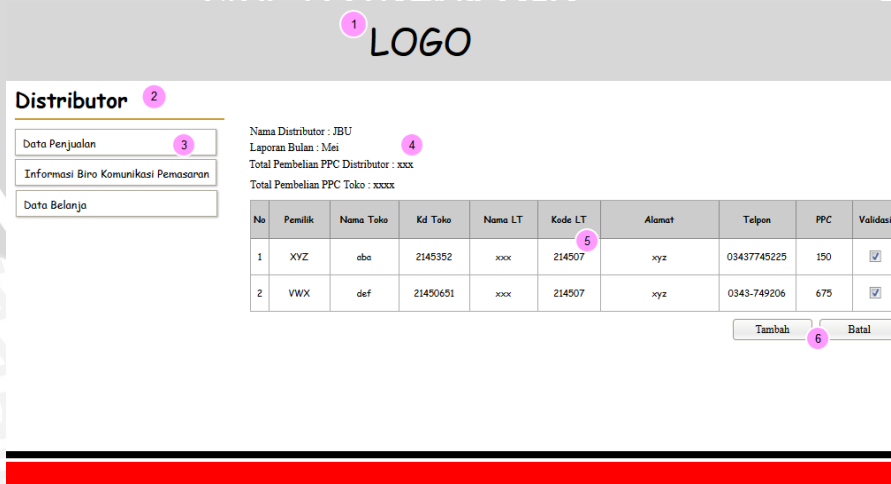 1
LOGO
Distributor 2
Data Penjualan 3
Informasi Biro Komunikasi Pemasaran
Data Belanja
Nama Distributor : JBU
Laporan Bulan : Mei 4
Total Pembelian PPC Distributor : xxx
Total Pembelian PPC Toko : xxxx
No Pemilik Nama Toko Kd Toko Nama LT Kode LT Alamat Telpon PPC Validasi
5
1 XYZ aba 2145352 xxx 214507 xyz 03437745225 150
2 VWX def 21450651 xxx 214507 xyz 0343-749206 675
Tambah 6 Batal